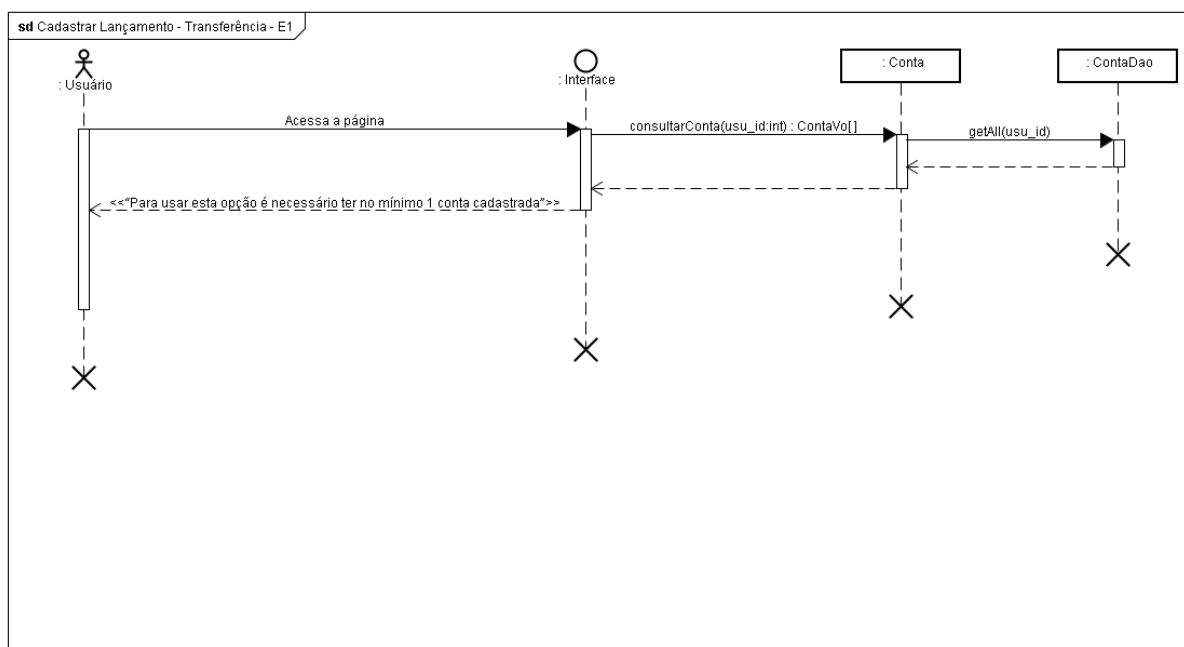 sd Cadastrar Lançamento - Transferência - E1
: Usuário
: Interface
: Conta
: ContaDao
Acessa a página
consultarConta(usu_id:int) : ContaVo[ ]
getAll(usu_id)
<<"Para usar esta opção é necessário ter no mínimo 1 conta cadastrada">>